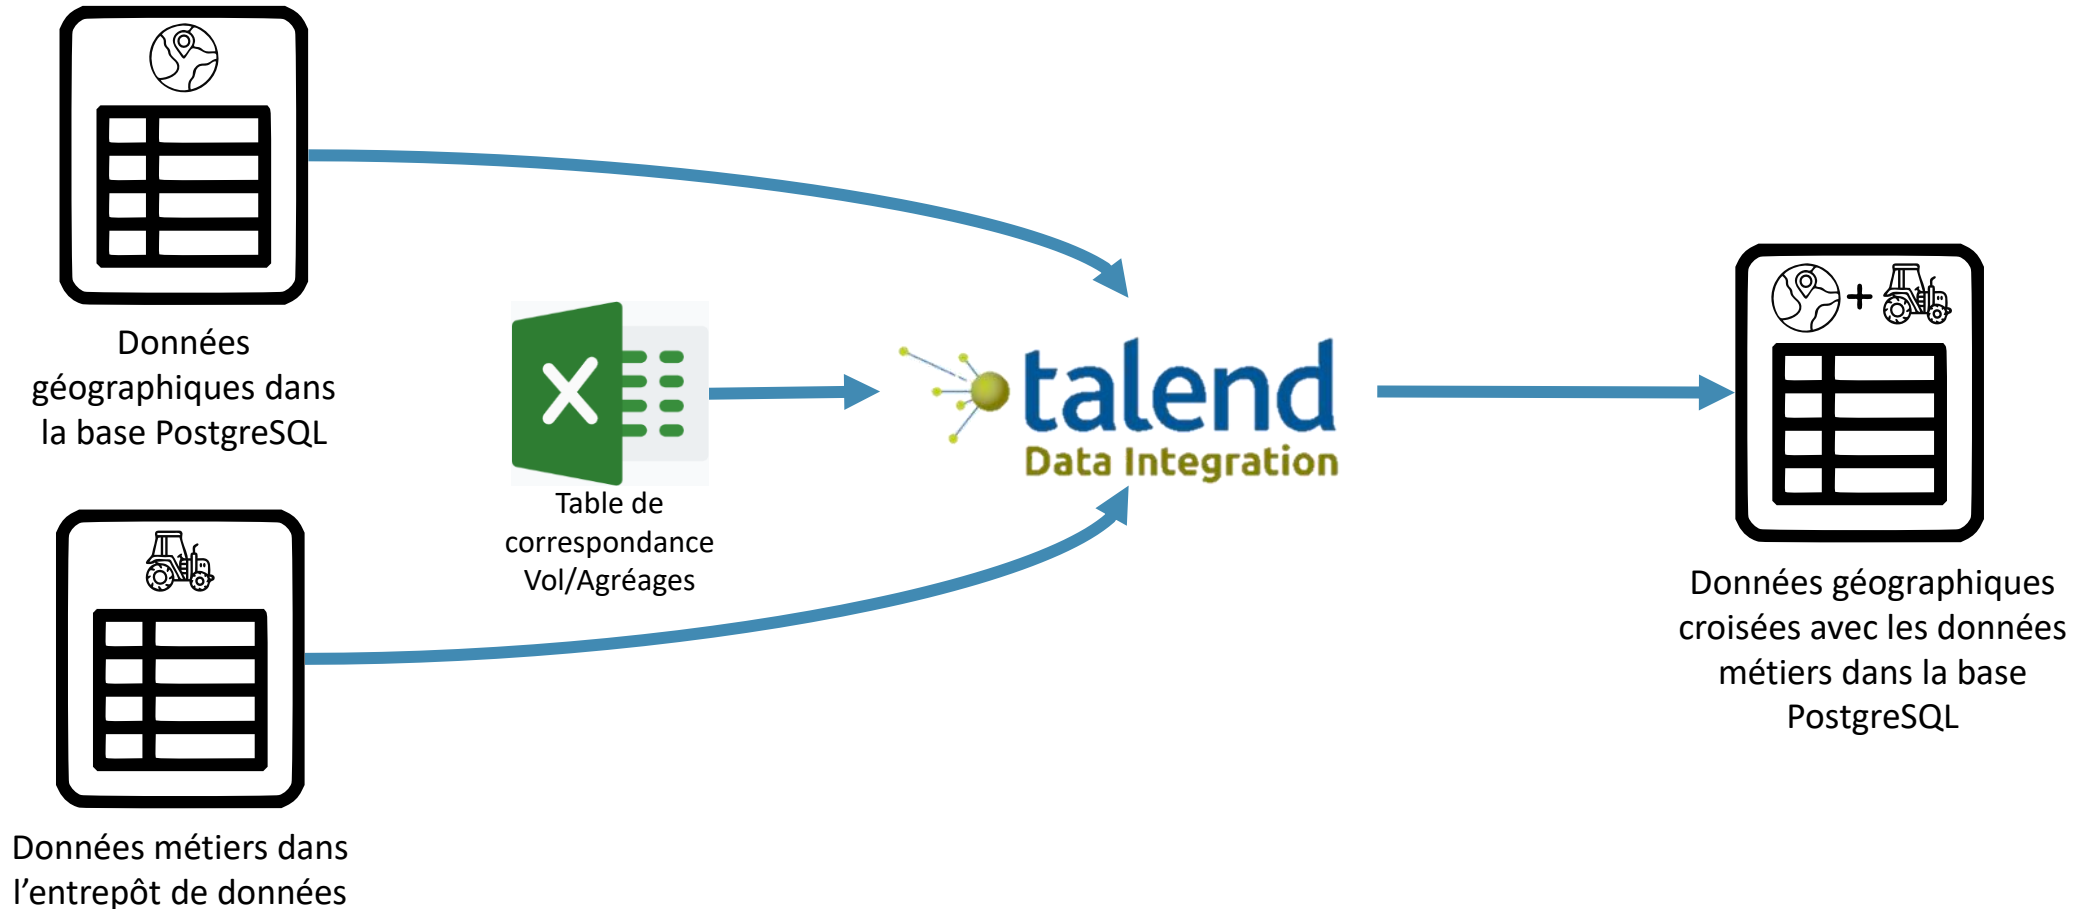 Données
géographiques dans
la base PostgreSQL
Table de
correspondance
Vol/Agréages
talend
Data Integration
Données métiers dans
l’entrepôt de données
Données géographiques
croisées avec les données
métiers dans la base
PostgreSQL